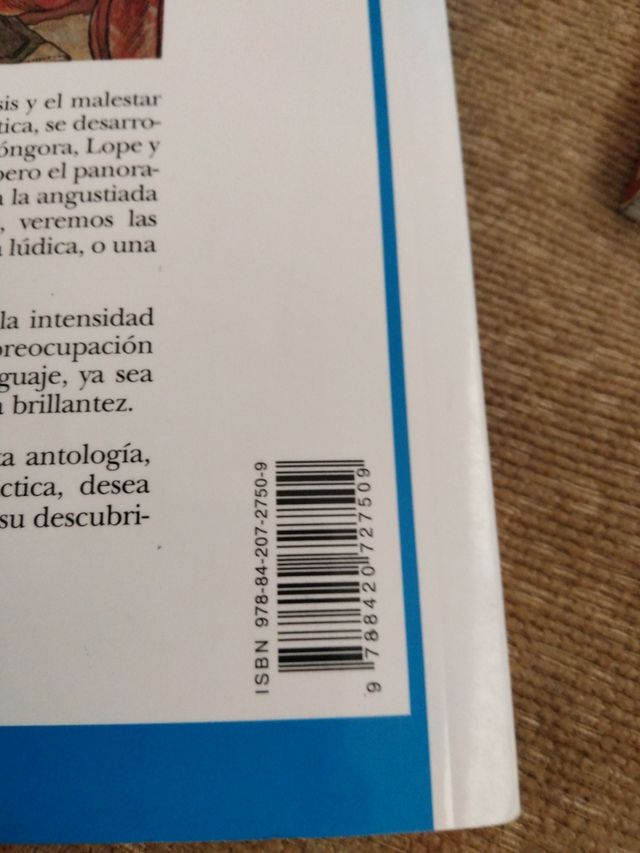 sis y el malestar
tica, se desarro-
óngora, Lope y
pero el panora-
a la angustiada
, veremos las
lúdica, o una
la intensidad
preocupación
guaje, ya sea
brillantez.
ta antología,
ctica, desea
su descubri-
ISBN 978-84-207-2750-9
9 788420 727509